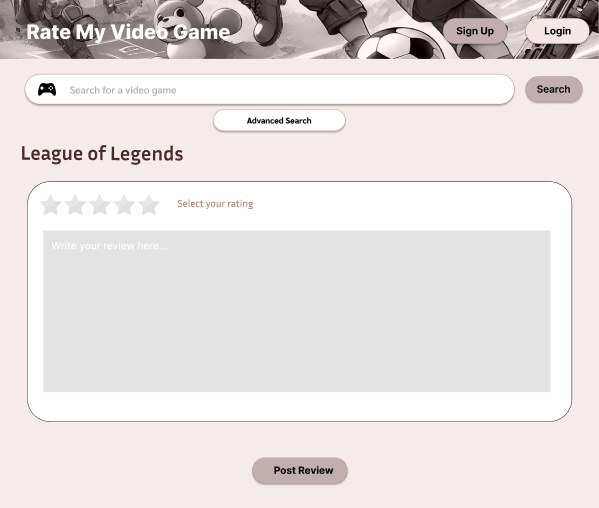 Rate My Video Game
Sign Up
Login
Search for a video game
Search
Advanced Search
League of Legends
Select your rating
Write your review here...
Post Review